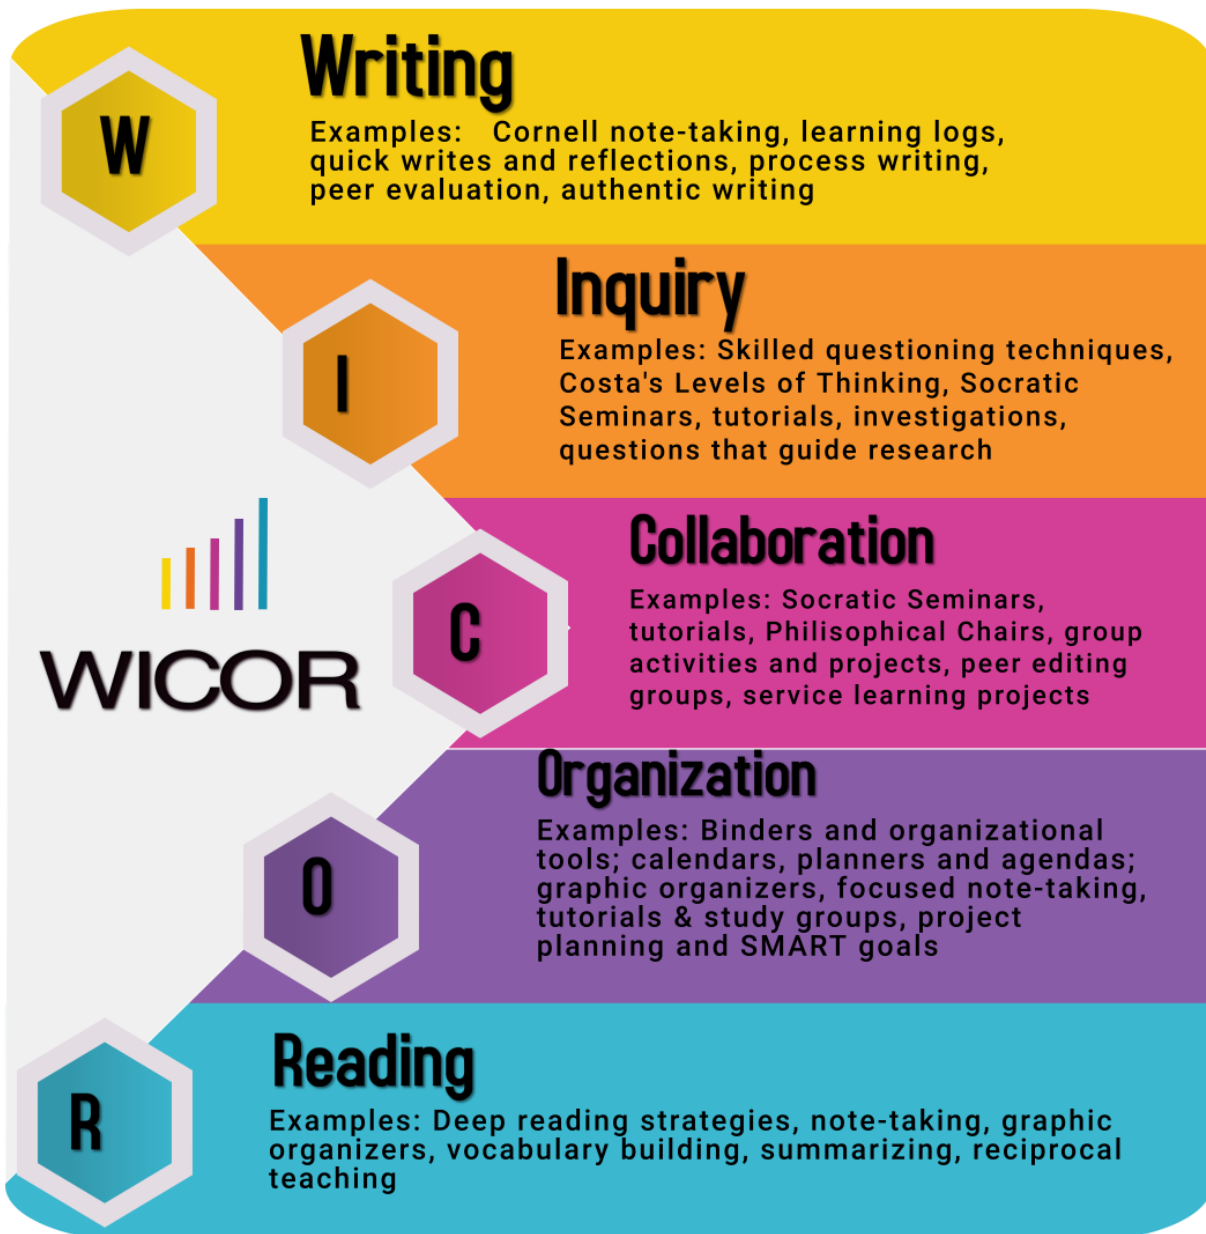 W
Writing
Examples: Cornell note-taking, learning logs,
quick writes and reflections, process writing,
peer evaluation, authentic writing
I
Inquiry
Examples: Skilled questioning techniques,
Costa's Levels of Thinking, Socratic
Seminars, tutorials, investigations,
questions that guide research
WICOR
C
Collaboration
Examples: Socratic Seminars,
tutorials, Philisophical Chairs, group
activities and projects, peer editing
groups, service learning projects
O
Organization
Examples: Binders and organizational
tools; calendars, planners and agendas;
graphic organizers, focused note-taking,
tutorials & study groups, project
planning and SMART goals
R
Reading
Examples: Deep reading strategies, note-taking, graphic
organizers, vocabulary building, summarizing, reciprocal
teaching